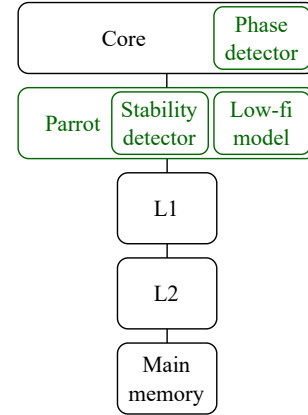 Core
Phase
detector
Parrot
Stability
detector
Low-fi
model
L1
L2
Main
memory